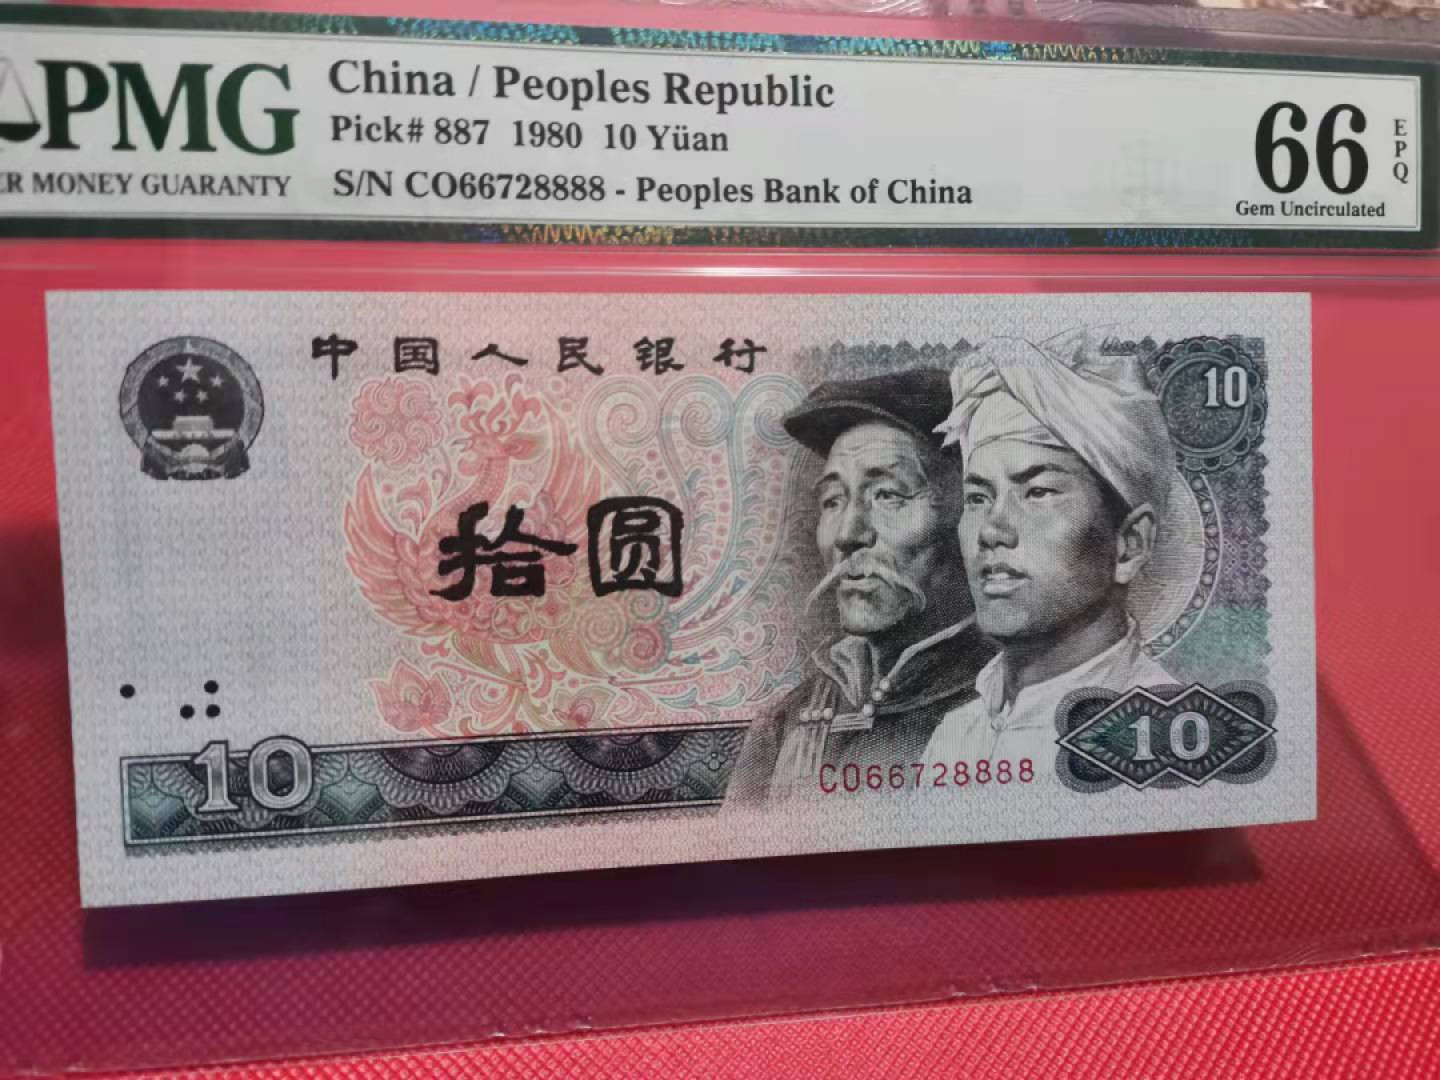 PMG
China / Peoples Republic
Pick# 887 1980 10 Yüan
ER MONEY GUARANTY
S/N CO66728888 - Peoples Bank of China
66
EPQ
Gem Uncirculated
中国人民银行
10
拾圆
10
10
CO66728888